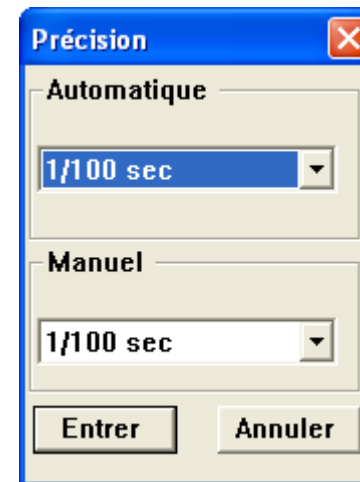 Précision
Automatique
1/100 sec
Manuel
1/100 sec
Entrer Annuler